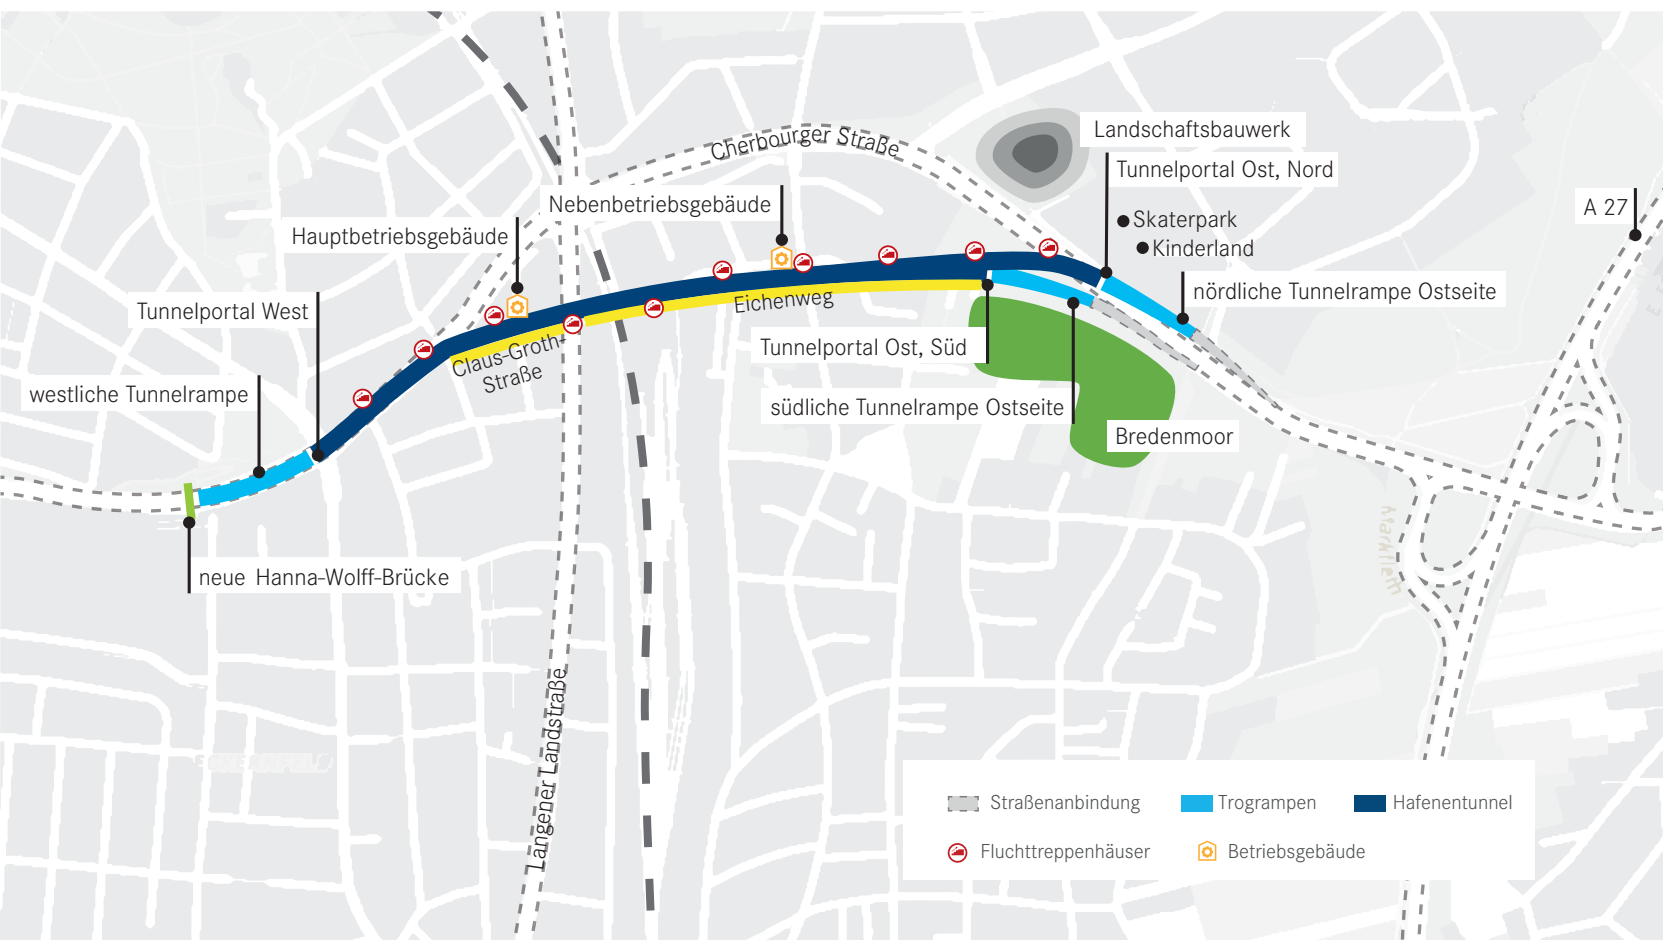 Cherbourger Straße
Landschaftsbauwerk
Tunnelportal Ost, Nord
Nebenbetriebsgebäude
A 27
Skaterpark
Kinderland
Hauptbetriebsgebäude
nördliche Tunnelrampe Ostseite
Tunnelportal West
Eichenweg
Claus-Groth-
Straße
Tunnelportal Ost, Süd
westliche Tunnelrampe
südliche Tunnelrampe Ostseite
Bredenmoor
neue Hanna-Wolff-Brücke
Langener Landstraße
Straßenanbindung
Trogrampen
Hafenentunnel
Fluchttreppenhäuser
Betriebsgebäude